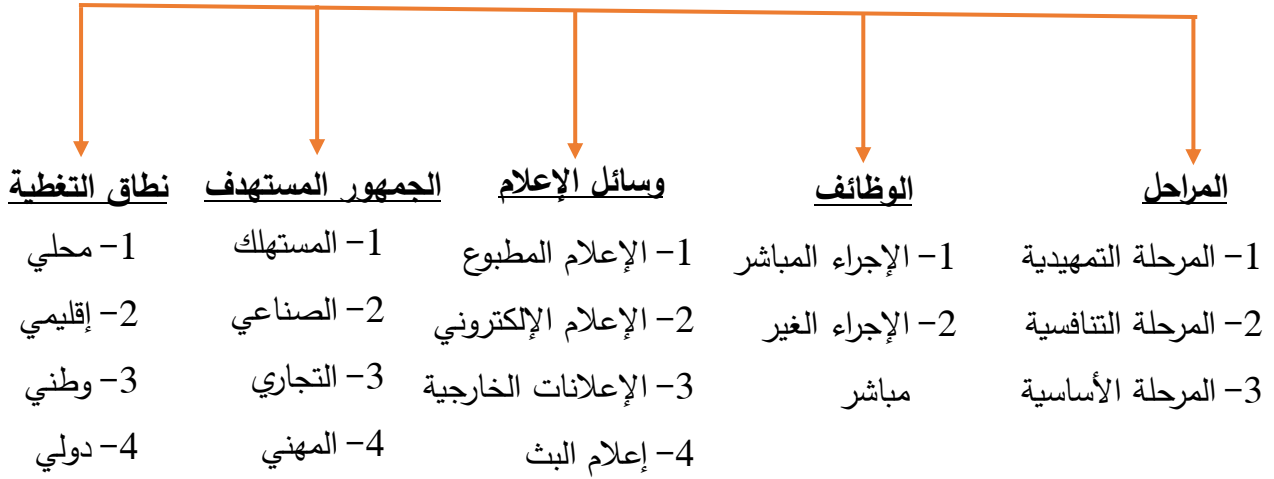 المراحل
1- المرحلة التمهيدية
2- المرحلة التنافسية
3- المرحلة الأساسية
الوظائف
1- الإجراء المباشر
2- الإجراء الغير
مباشر
وسائل الإعلام
1- الإعلام المطبوع
2- الإعلام الإلكتروني
3- الإعلانات الخارجية
4- إعلام البث
الجمهور المستهدف
1- المستهلك
2- الصناعي
3- التجاري
4- المهني
نطاق التغطية
1- محلي
2- إقليمي
3- وطني
4- دولي